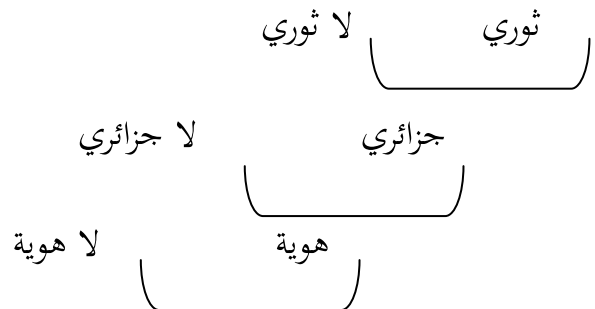 ثوري لا ثوري
جزائري لا جزائري
هوية لا هوية